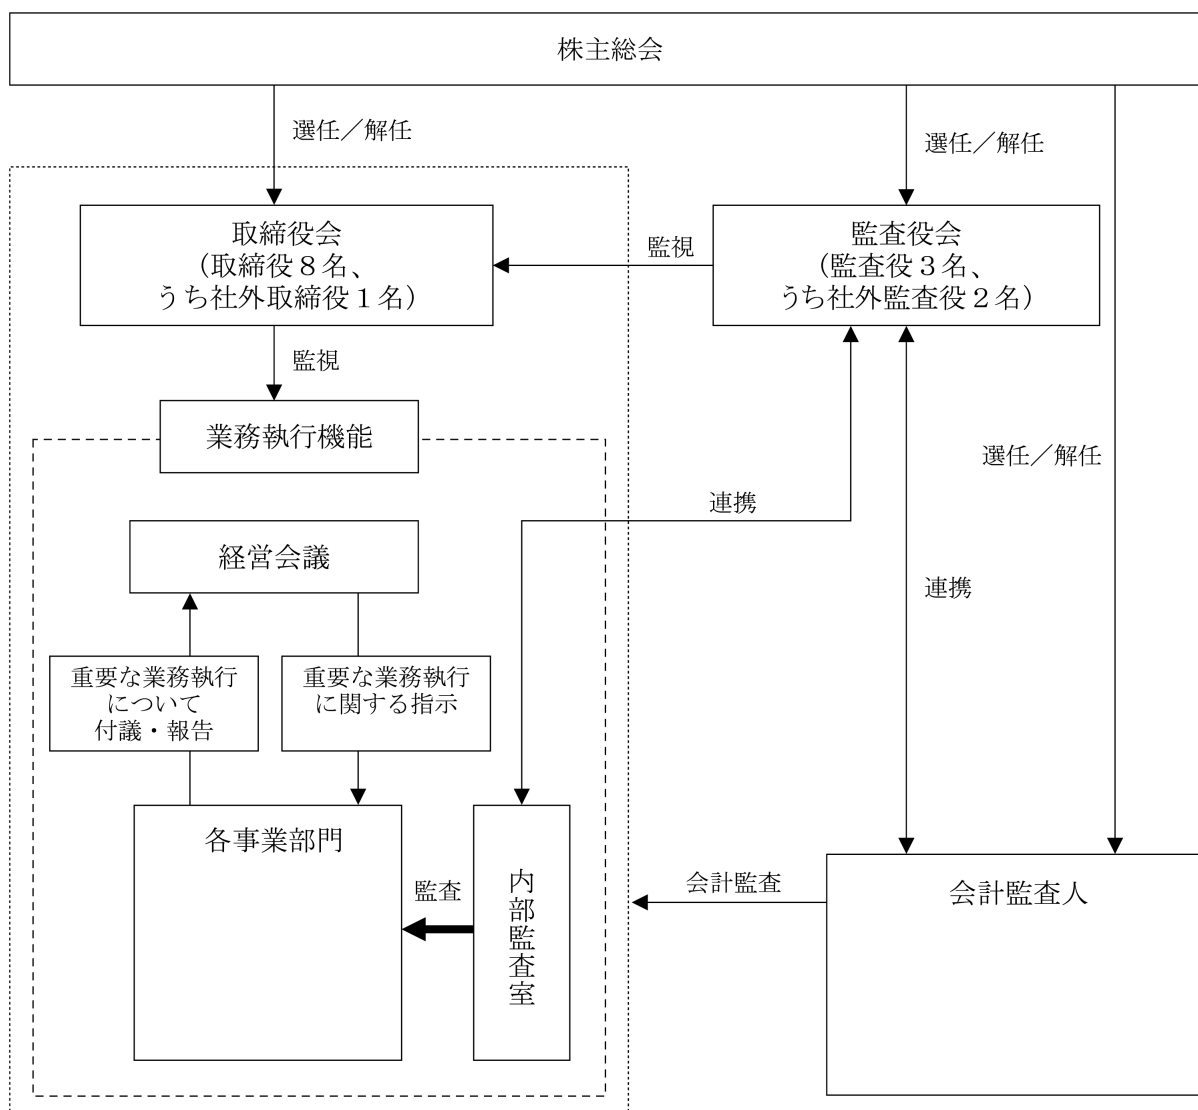 株主総会
選任／解任
選任／解任
取締役会
（取締役８名、
うち社外取締役１名）
監視
監査役会
（監査役３名、
うち社外監査役２名）
監視
業務執行機能
選任／解任
連携
経営会議
連携
重要な業務執行
について
付議・報告
重要な業務執行
に関する指示
各事業部門
監査
内部監査室
会計監査
会計監査人